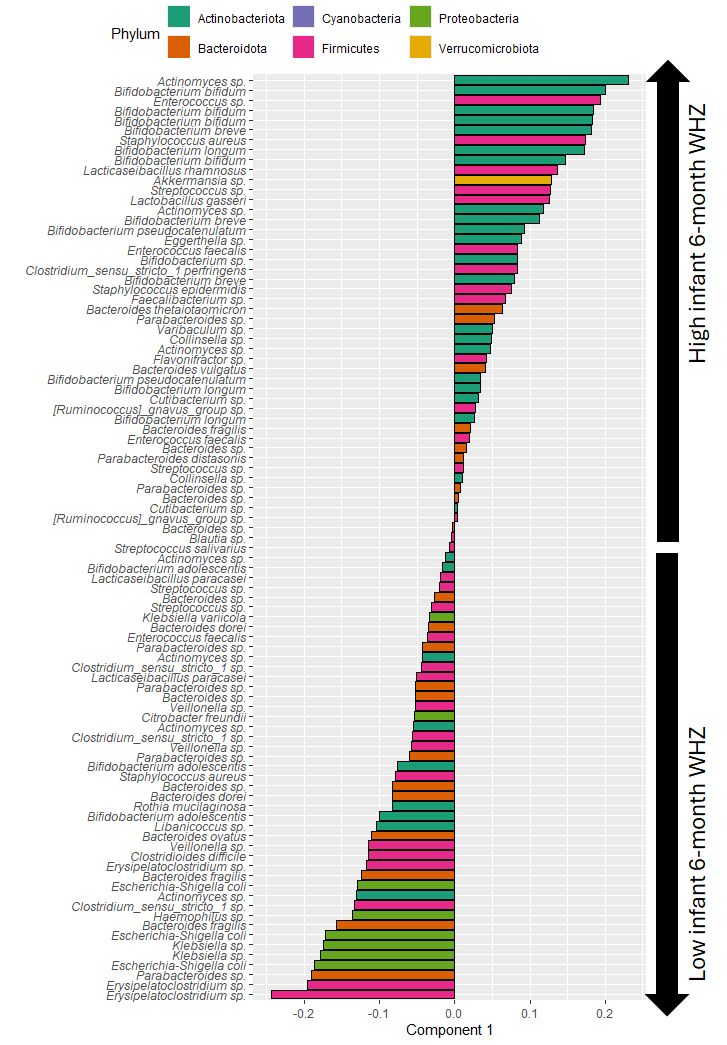 Phylum
Actinobacteriota
Cyanobacteria
Proteobacteria
Bacteroidota
Firmicutes
Verrucomicrobiota
Actinomyces sp.
Bifidobacterium bifidum
Enterococcus sp.
Bifidobacterium bifidum
Bifidobacterium bifidum
Bifidobacterium breve
Staphylococcus aureus
Bifidobacterium longum
Bifidobacterium bifidum
Lacticaseibacillus rhamnosus
Akkermansia sp.
Streptococcus sp.
Lactobacillus gasseri
Actinomyces sp.
Bifidobacterium breve
Bifidobacterium pseudocatenulatum
Eggerthella sp.
Enterococcus faecalis
Bifidobacterium sp.
Clostridium_sensu_stricto_1 perfringens
Bifidobacterium breve
Staphylococcus epidermidis
Faecalibacterium sp.
Bacteroides thetaiotaomicron
Parabacteroides sp.
Varibaculum sp.
Collinsella sp.
Actinomyces sp.
Flavonifractor sp.
Bacteroides vulgatus
Bifidobacterium pseudocatenulatum
Bifidobacterium longum
Cutibacterium sp.
[Ruminococcus]_gnavus_group sp.
Bifidobacterium longum
Bacteroides fragilis
Enterococcus faecalis
Bacteroides sp.
Parabacteroides distasonis
Streptococcus sp.
Collinsella sp.
Parabacteroides sp.
Bacteroides sp.
Cutibacterium sp.
[Ruminococcus]_gnavus_group sp.
Bacteroides sp.
Blautia sp.
Streptococcus salivarius
Actinomyces sp.
Bifidobacterium adolescentis
Lacticaseibacillus paracasei
Streptococcus sp.
Bacteroides sp.
Streptococcus sp.
Klebsiella variicola
Bacteroides dorei
Enterococcus faecalis
Parabacteroides sp.
Actinomyces sp.
Clostridium_sensu_stricto_1 sp.
Lacticaseibacillus paracasei
Parabacteroides sp.
Bacteroides sp.
Veillonella sp.
Citrobacter freundii
Actinomyces sp.
Clostridium_sensu_stricto_1 sp.
Veillonella sp.
Parabacteroides sp.
Bifidobacterium adolescentis
Staphylococcus aureus
Bacteroides sp.
Bacteroides dorei
Rothia mucilaginosa
Bifidobacterium adolescentis
Libanicoccus sp.
Bacteroides ovatus
Veillonella sp.
Clostridioides difficile
Erysipelatoclostridium sp.
Bacteroides fragilis
Escherichia-Shigella coli
Actinomyces sp.
Clostridium_sensu_stricto_1 sp.
Haemophilus sp.
Bacteroides fragilis
Escherichia-Shigella coli
Klebsiella sp.
Klebsiella sp.
Escherichia-Shigella coli
Parabacteroides sp.
Erysipelatoclostridium sp.
Erysipelatoclostridium sp.
-0.2
-0.1
0.0
0.1
0.2
Component 1
High infant 6-month WHZ
Low infant 6-month WHZ